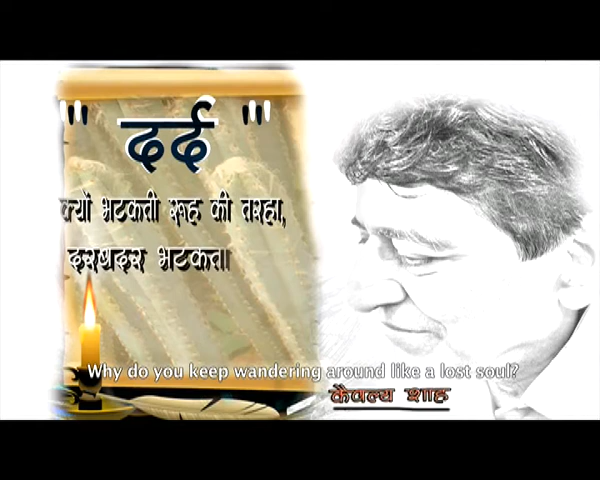 " दर्द "
क्यों भटकती रूह की तरहा,
दरबदर भटकता
Why do you keep wandering around like a lost soul?
कैवल्य शाह